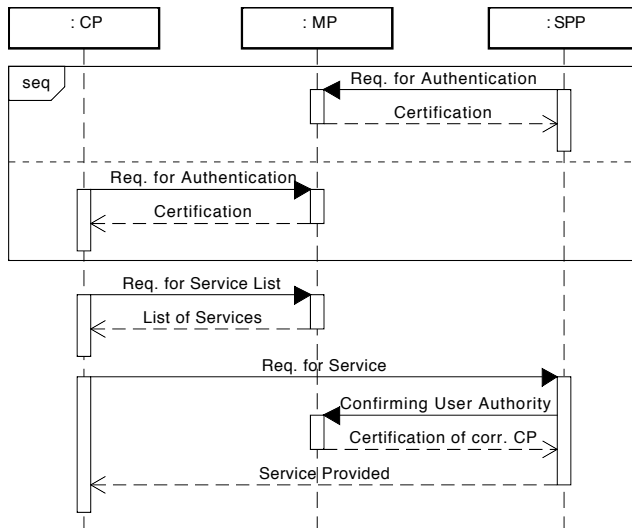 : CP
: MP
: SPP
seq
Req. for Authentication
Certification
Req. for Authentication
Certification
Req. for Service List
List of Services
Req. for Service
Confirming User Authority
Certification of corr. CP
Service Provided